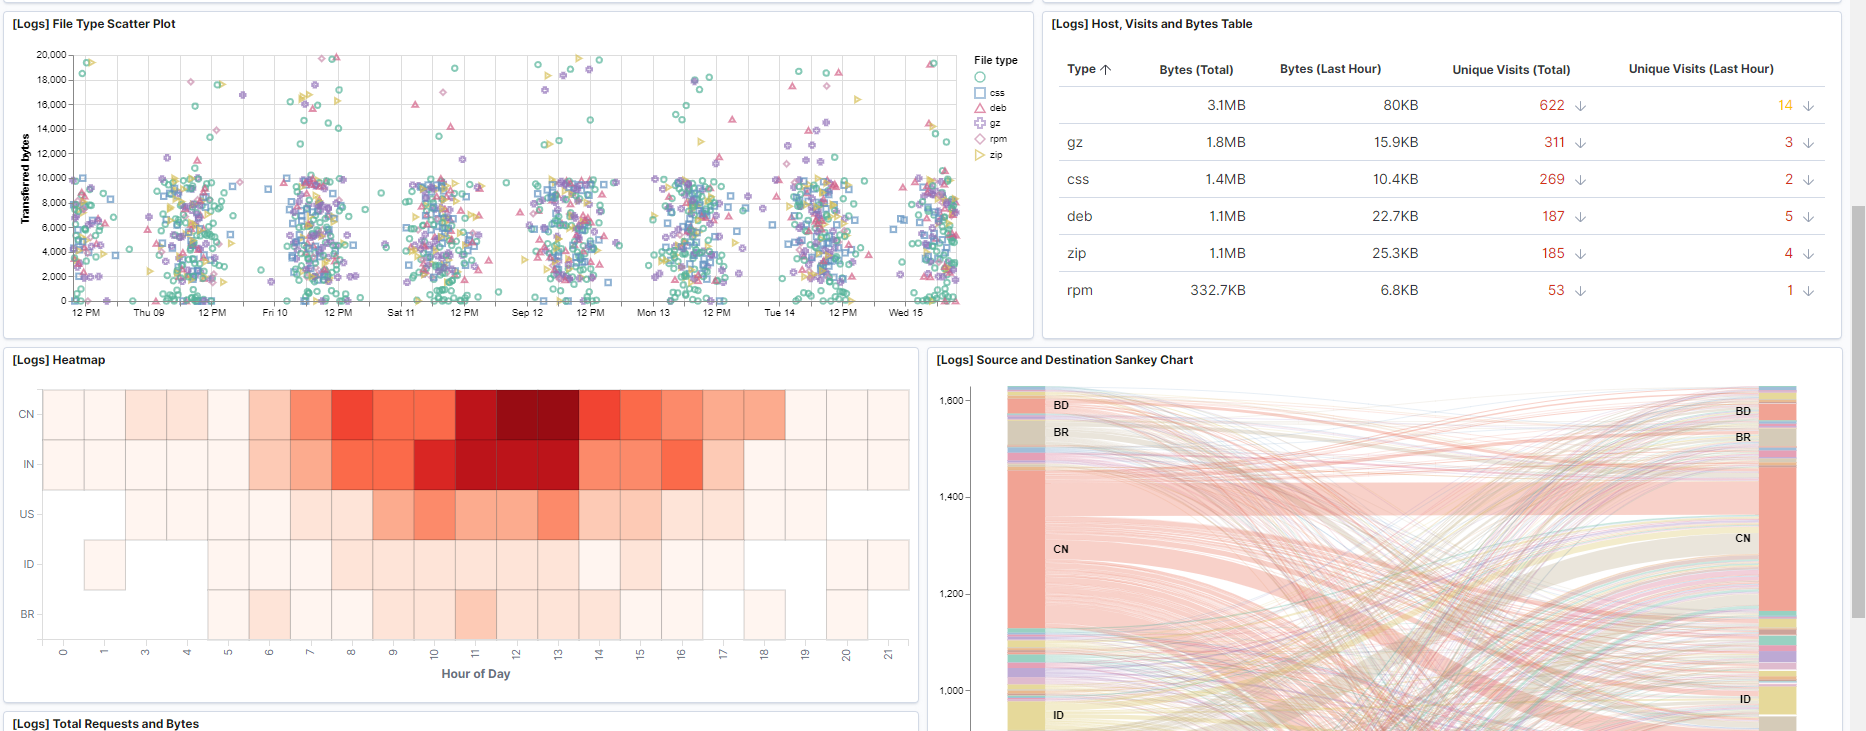 [Logs] File Type Scatter Plot
Transferred bytes
20,000
18,000
16,000
14,000
12,000
10,000
8,000
6,000
4,000
2,000
0
12 PM Thu 09 12 PM Fri 10 12 PM Sat 11 12 PM Sep 12 12 PM Mon 13 12 PM Tue 14 12 PM Wed 15
File type
css
deb
gz
rpm
zip
[Logs] Host, Visits and Bytes Table
Type ↑ Bytes (Total) Bytes (Last Hour) Unique Visits (Total) Unique Visits (Last Hour)
3.1MB 80KB 622 ↓ 14 ↓
gz 1.8MB 15.9KB 311 ↓ 3 ↓
css 1.4MB 10.4KB 269 ↓ 2 ↓
deb 1.1MB 22.7KB 187 ↓ 5 ↓
zip 1.1MB 25.3KB 185 ↓ 4 ↓
rpm 332.7KB 6.8KB 53 ↓ 1 ↓
[Logs] Heatmap
CN
IN
US
ID
BR
0 1 3 4 5 6 7 8 9 10 11 12 13 14 15 16 17 18 19 20 21
Hour of Day
[Logs] Source and Destination Sankey Chart
1,600
1,400
1,200
1,000
BD
BR
CN
ID
BD
BR
CN
ID
[Logs] Total Requests and Bytes